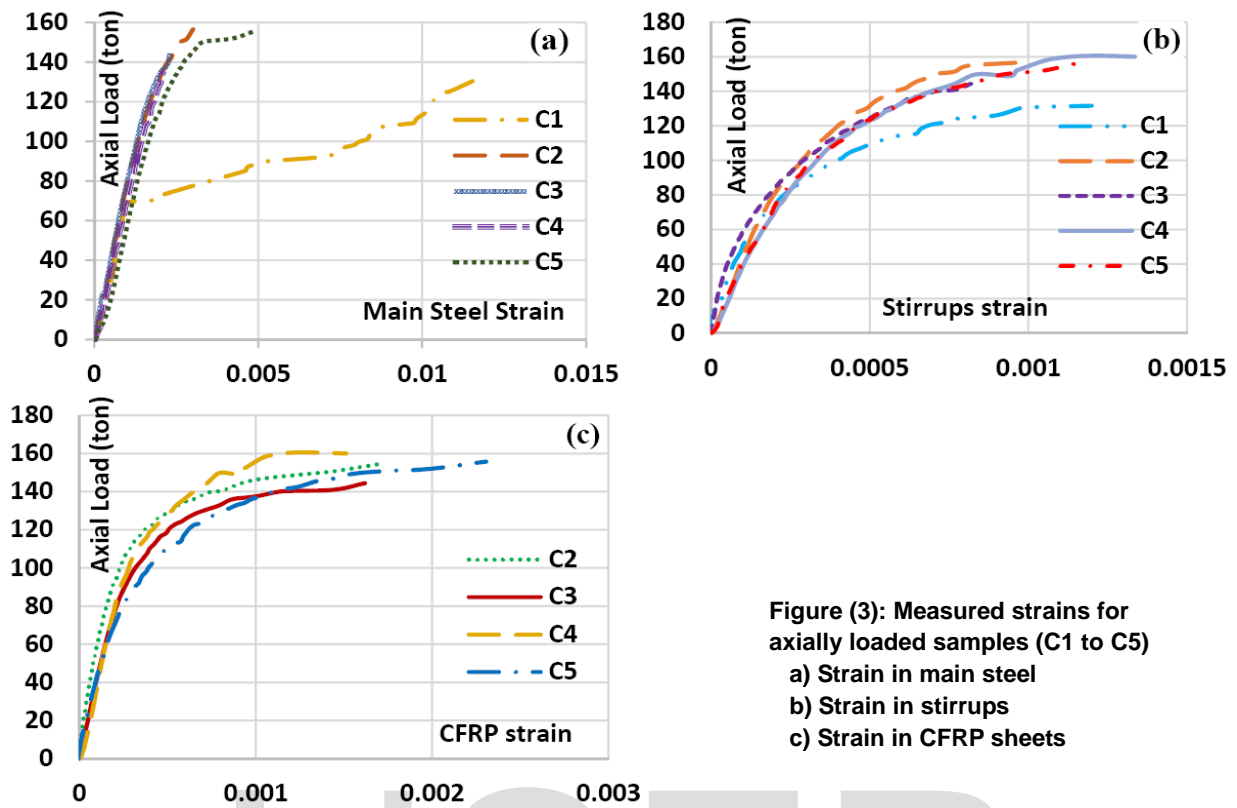 160
140
120
100
80
60
40
20
0
Axial Load (ton)
(a)
C1
C2
C3
C4
C5
Main Steel Strain
0 0.005 0.01 0.015
180
160
140
120
100
80
60
40
20
0
Axial Load (ton)
(b)
C1
C2
C3
C4
C5
Stirrups strain
0 0.0005 0.001 0.0015
180
160
140
120
100
80
60
40
20
0
Axial Load (ton)
(c)
C2
C3
C4
C5
CFRP strain
0 0.001 0.002 0.003
Figure (3): Measured strains for
axially loaded samples (C1 to C5)
a) Strain in main steel
b) Strain in stirrups
c) Strain in CFRP sheets